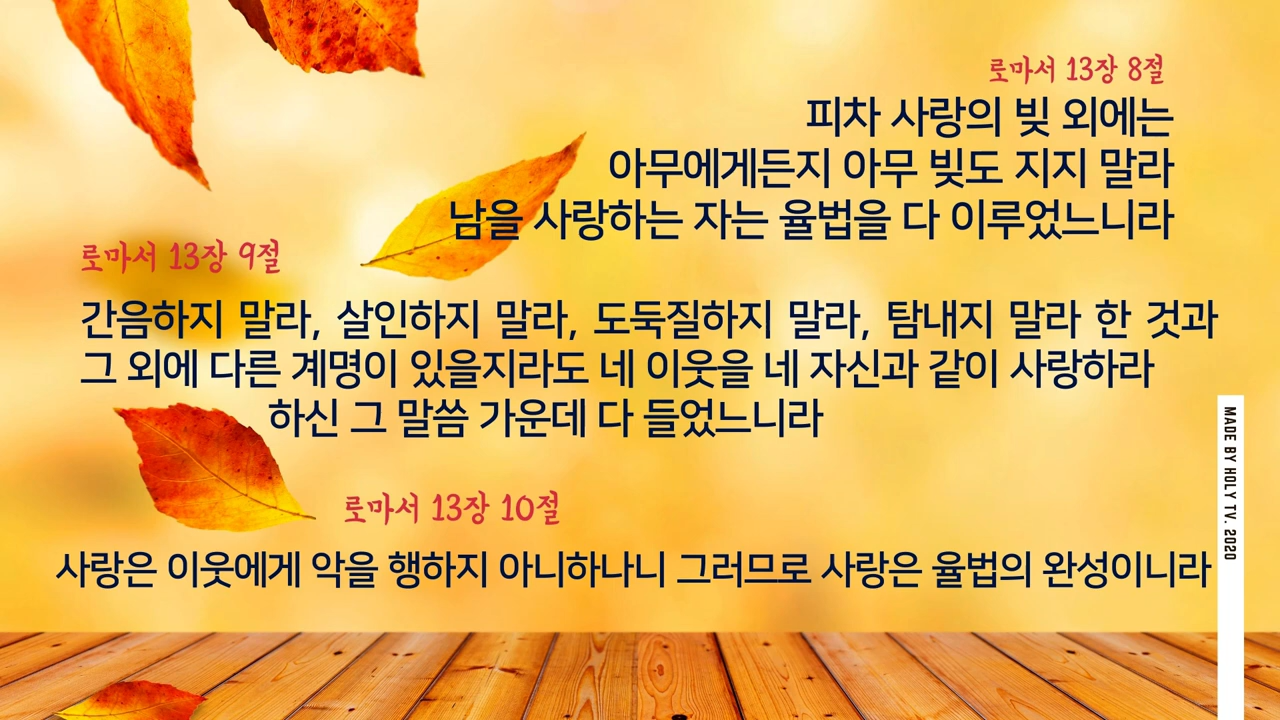 로마서 13장 8절
피차 사랑의 빚 외에는
아무에게든지 아무 빚도 지지 말라
남을 사랑하는 자는 율법을 다 이루었느니라
로마서 13장 9절
간음하지 말라, 살인하지 말라, 도둑질하지 말라, 탐내지 말라 한 것과
그 외에 다른 계명이 있을지라도 네 이웃을 네 자신과 같이 사랑하라
하신 그 말씀 가운데 다 들었느니라
로마서 13장 10절
사랑은 이웃에게 악을 행하지 아니하나니 그러므로 사랑은 율법의 완성이니라
MADE BY HOLY TV. 2020